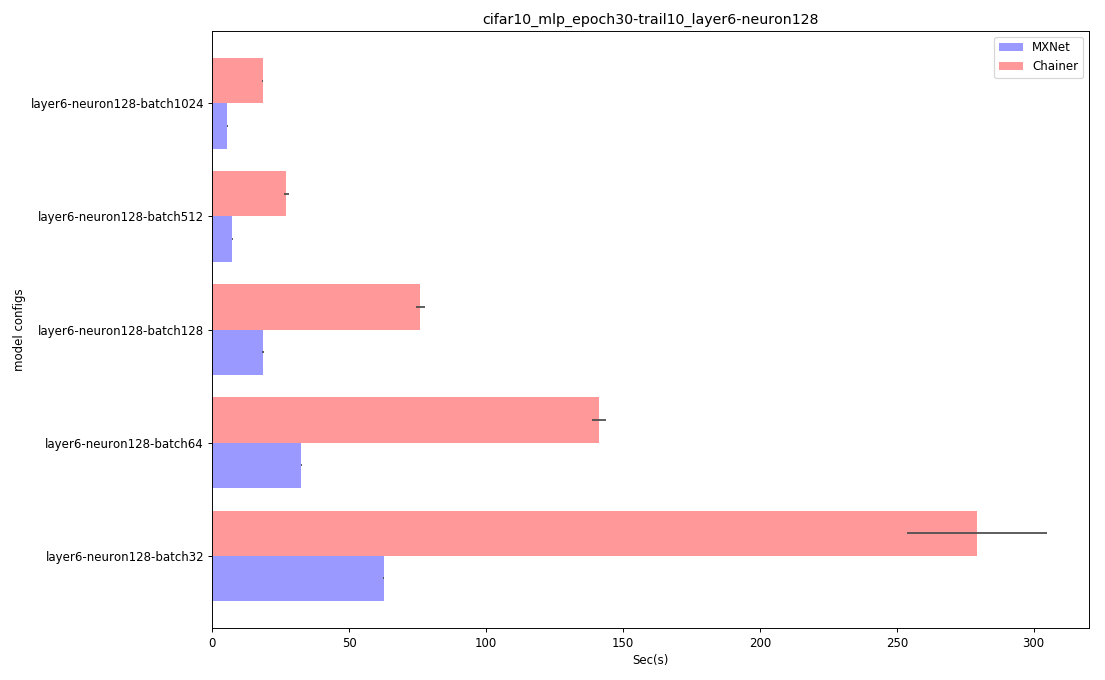 cifar10_mlp_epoch30-trail10_layer6-neuron128
MXNet
Chainer
model configs
layer6-neuron128-batch1024
layer6-neuron128-batch512
layer6-neuron128-batch128
layer6-neuron128-batch64
layer6-neuron128-batch32
0 50 100 150 200 250 300
Sec(s)